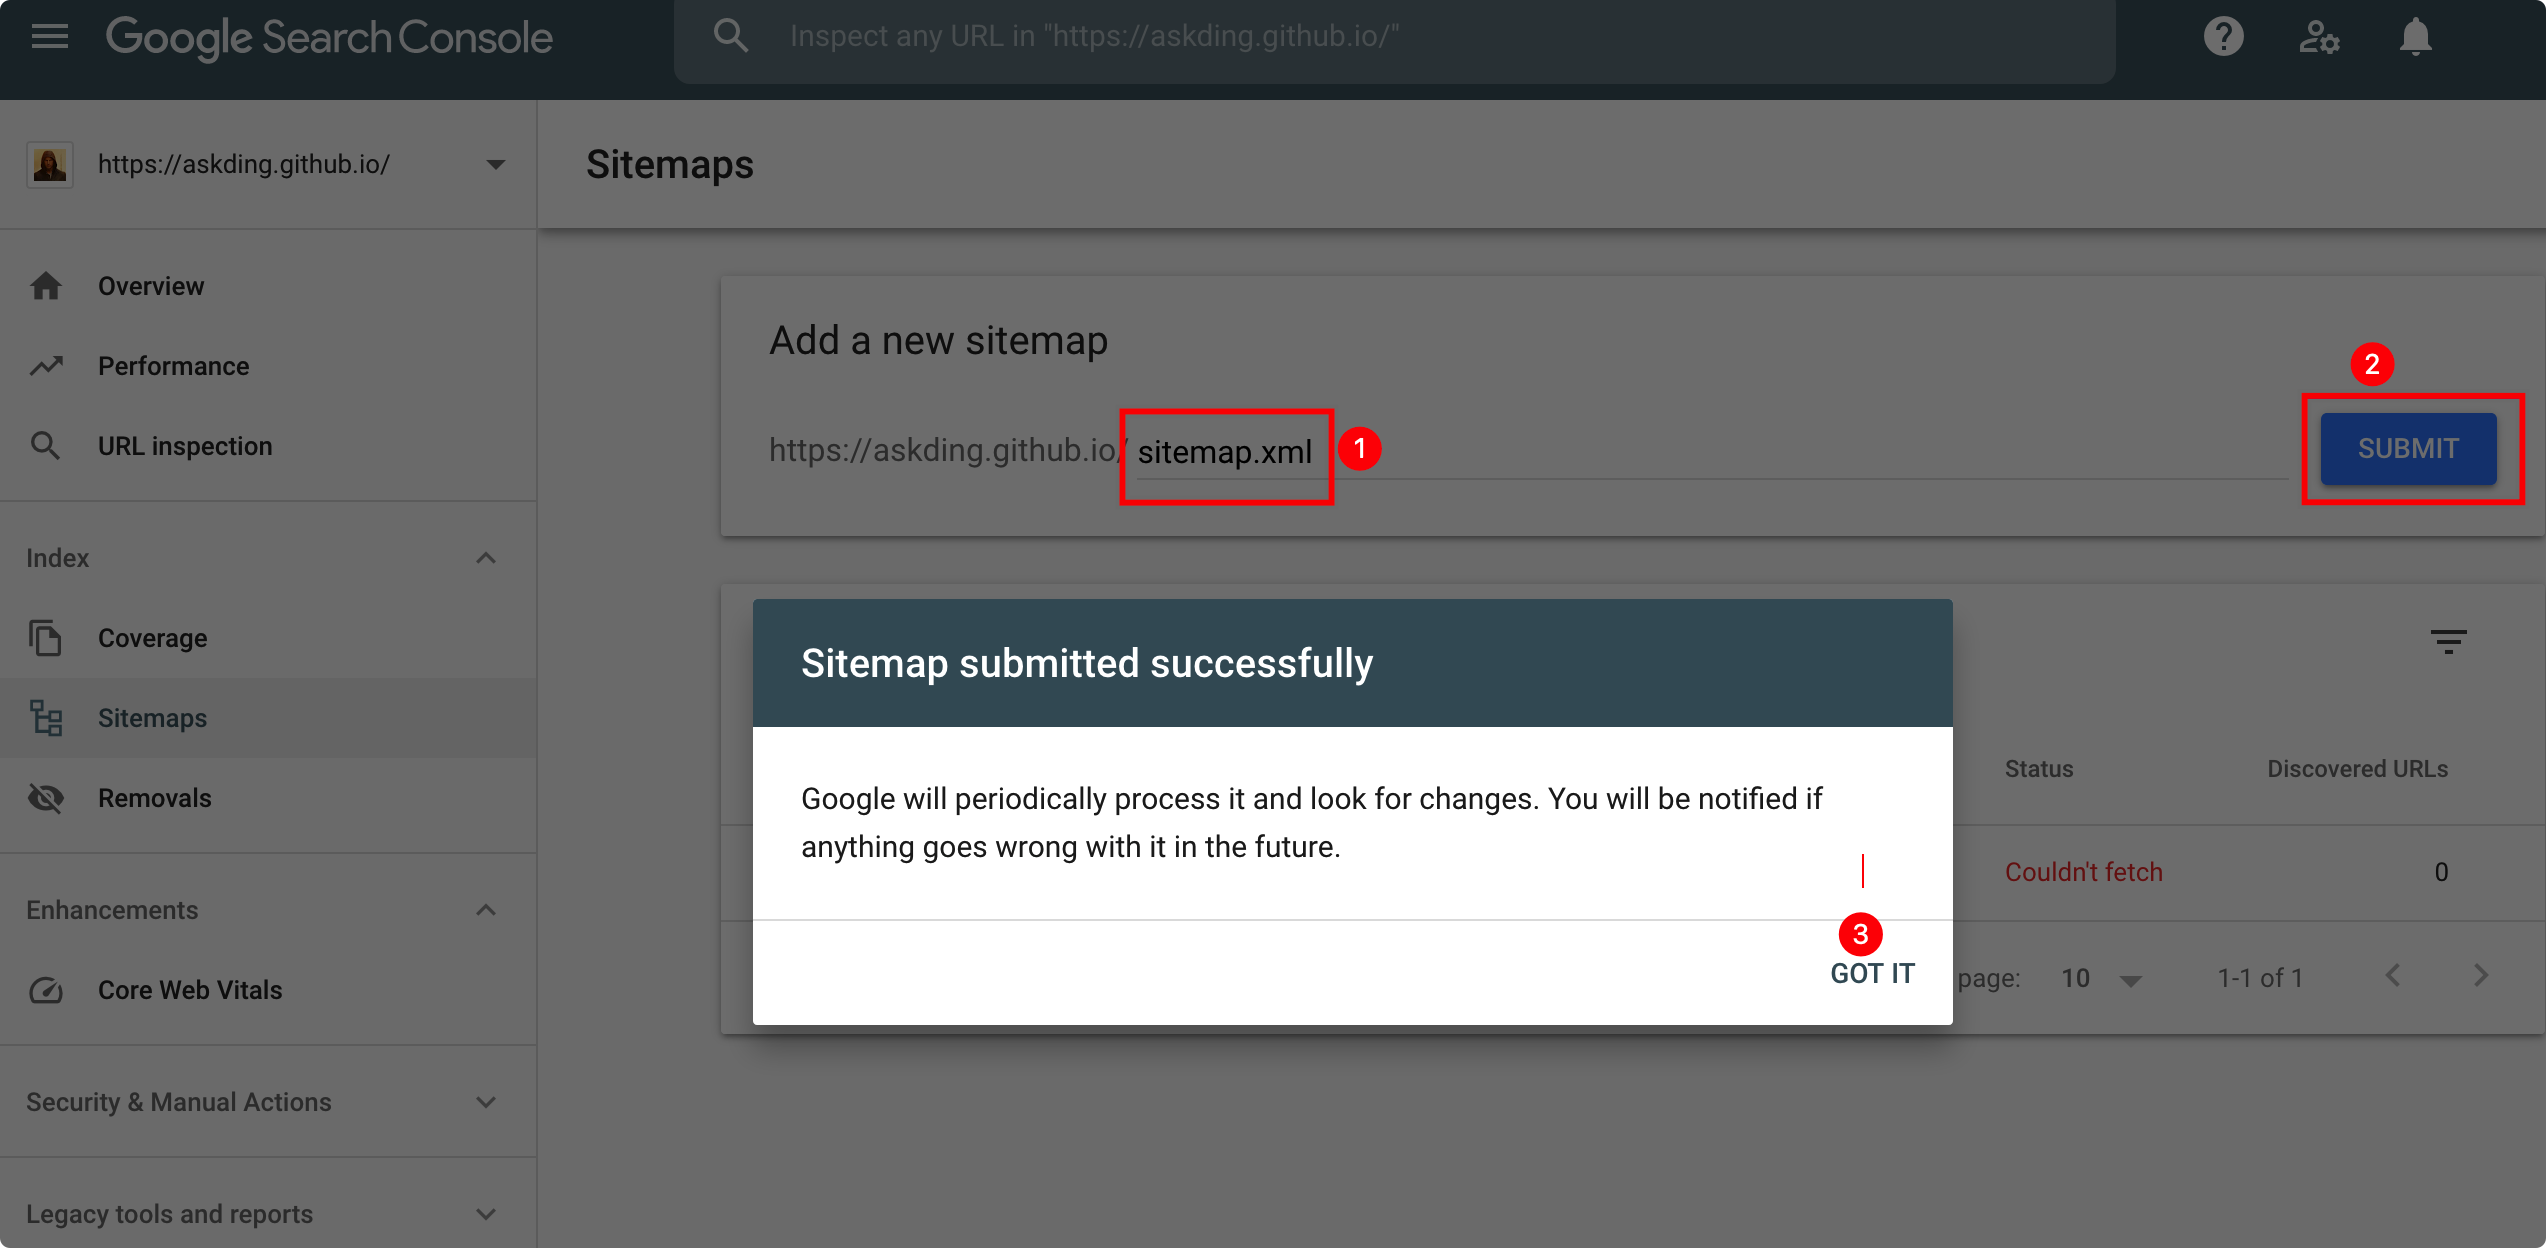 Google Search Console
Inspect any URL in "https://askding.github.io/"
https://askding.github.io/
Sitemaps
Overview
Performance
URL inspection
Index
Coverage
Sitemaps
Removals
Enhancements
Core Web Vitals
Security & Manual Actions
Legacy tools and reports
Add a new sitemap
2
https://askding.github.io/ sitemap.xml 1 SUBMIT
Sitemap submitted successfully
Google will periodically process it and look for changes. You will be notified if
anything goes wrong with it in the future.
3
GOT IT
Status Discovered URLs
Couldn't fetch 0
page: 10 1-1 of 1